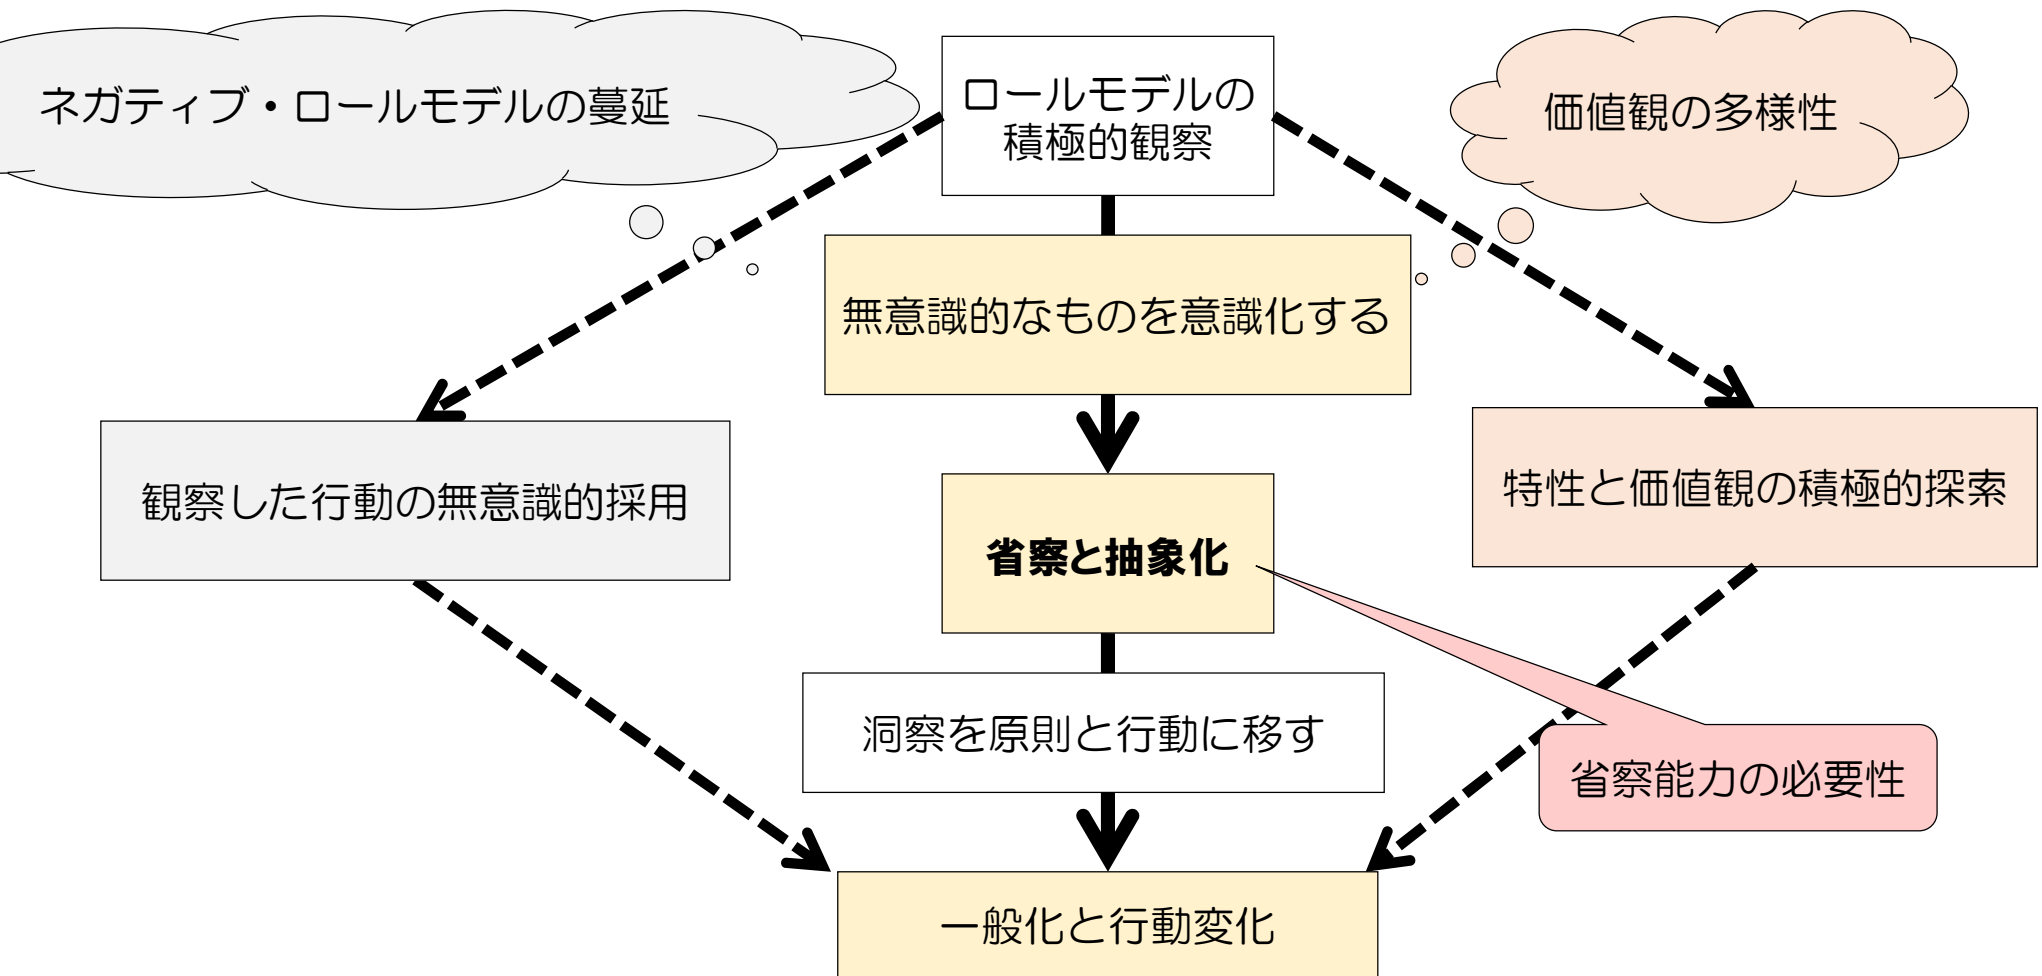 ネガティブ・ロールモデルの蔓延
ロールモデルの
積極的観察
価値観の多様性
無意識的なものを意識化する
観察した行動の無意識的採用
特性と価値観の積極的探索
省察と抽象化
洞察を原則と行動に移す
省察能力の必要性
一般化と行動変化